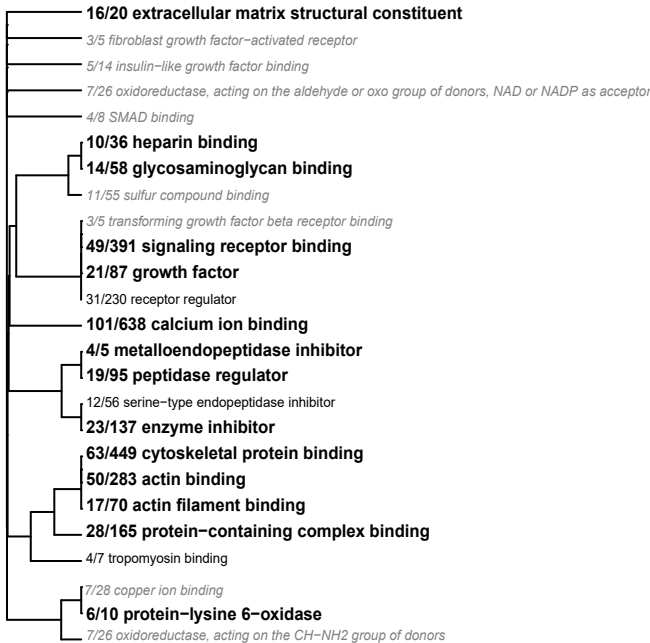 16/20 extracellular matrix structural constituent
3/5 fibroblast growth factor−activated receptor
5/14 insulin−like growth factor binding
7/26 oxidoreductase, acting on the aldehyde or oxo group of donors, NAD or NADP as acceptor
4/8 SMAD binding
10/36 heparin binding
14/58 glycosaminoglycan binding
11/55 sulfur compound binding
3/5 transforming growth factor beta receptor binding
49/391 signaling receptor binding
21/87 growth factor
31/230 receptor regulator
101/638 calcium ion binding
4/5 metalloendopeptidase inhibitor
19/95 peptidase regulator
12/56 serine−type endopeptidase inhibitor
23/137 enzyme inhibitor
63/449 cytoskeletal protein binding
50/283 actin binding
17/70 actin filament binding
28/165 protein−containing complex binding
4/7 tropomyosin binding
7/28 copper ion binding
6/10 protein−lysine 6−oxidase
7/26 oxidoreductase, acting on the CH−NH2 group of donors